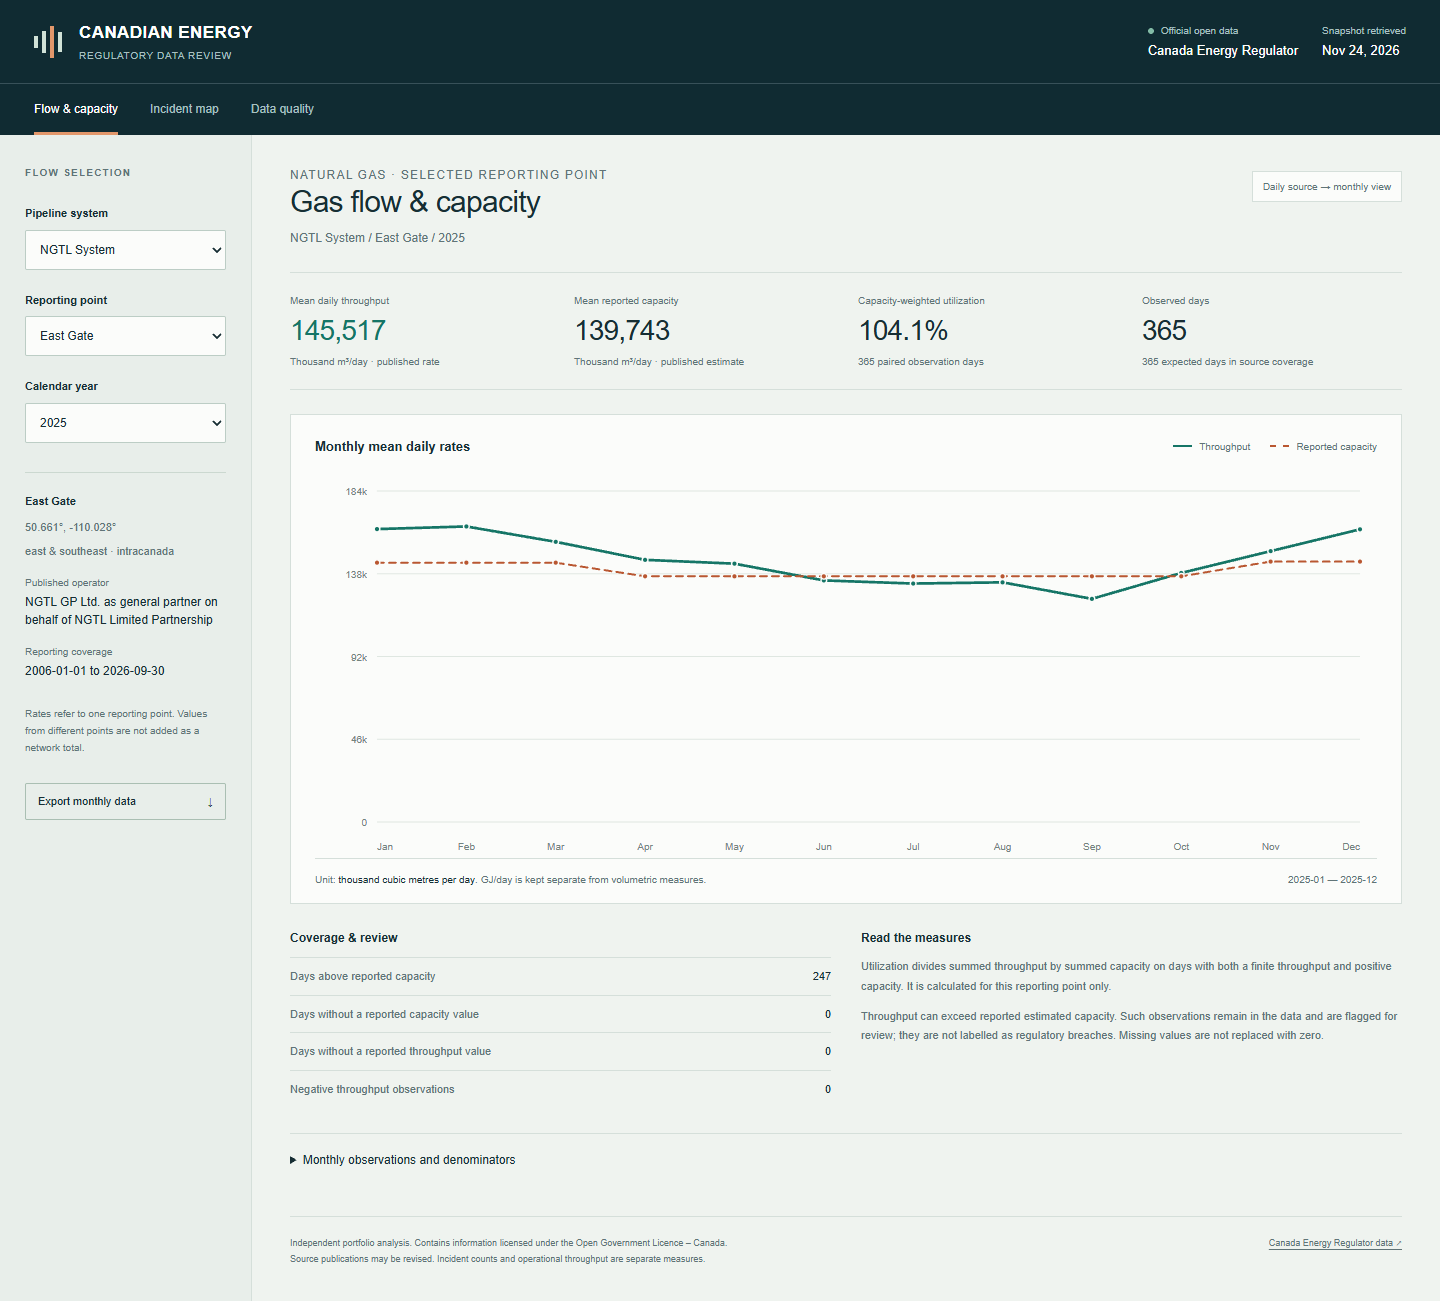 CANADIAN ENERGY
REGULATORY DATA REVIEW
Official open data
Canada Energy Regulator
Snapshot retrieved
Nov 24, 2026
Flow & capacity
Incident map
Data quality
FLOW SELECTION
Pipeline system
NGTL System
Reporting point
East Gate
Calendar year
2025
East Gate
50.661°, -110.028°
east & southeast · intracanada
Published operator
NGTL GP Ltd. as general partner on
behalf of NGTL Limited Partnership
Reporting coverage
2006-01-01 to 2026-09-30
Rates refer to one reporting point. Values
from different points are not added as a
network total.
Export monthly data ↓
NATURAL GAS · SELECTED REPORTING POINT
Gas flow & capacity
NGTL System / East Gate / 2025
Daily source → monthly view
Mean daily throughput
145,517
Thousand m³/day · published rate
Mean reported capacity
139,743
Thousand m³/day · published estimate
Capacity-weighted utilization
104.1%
365 paired observation days
Observed days
365
365 expected days in source coverage
Monthly mean daily rates
Throughput
Reported capacity
184k
138k
92k
46k
0
Jan
Feb
Mar
Apr
May
Jun
Jul
Aug
Sep
Oct
Nov
Dec
Unit: thousand cubic metres per day. GJ/day is kept separate from volumetric measures.
2025-01 — 2025-12
Coverage & review
Days above reported capacity 247
Days without a reported capacity value 0
Days without a reported throughput value 0
Negative throughput observations 0
Read the measures
Utilization divides summed throughput by summed capacity on days with both a finite throughput and positive
capacity. It is calculated for this reporting point only.
Throughput can exceed reported estimated capacity. Such observations remain in the data and are flagged for
review; they are not labelled as regulatory breaches. Missing values are not replaced with zero.
▶ Monthly observations and denominators
Independent portfolio analysis. Contains information licensed under the Open Government Licence – Canada.
Source publications may be revised. Incident counts and operational throughput are separate measures.
Canada Energy Regulator data ↗